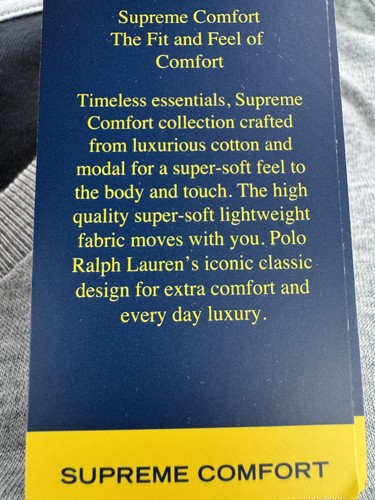 Supreme Comfort
The Fit and Feel of
Comfort
Timeless essentials, Supreme
Comfort collection crafted
from luxurious cotton and
modal for a super-soft feel to
the body and touch. The high
quality super-soft lightweight
fabric moves with you. Polo
Ralph Lauren's iconic classic
design for extra comfort and
every day luxury.
SUPREME COMFORT